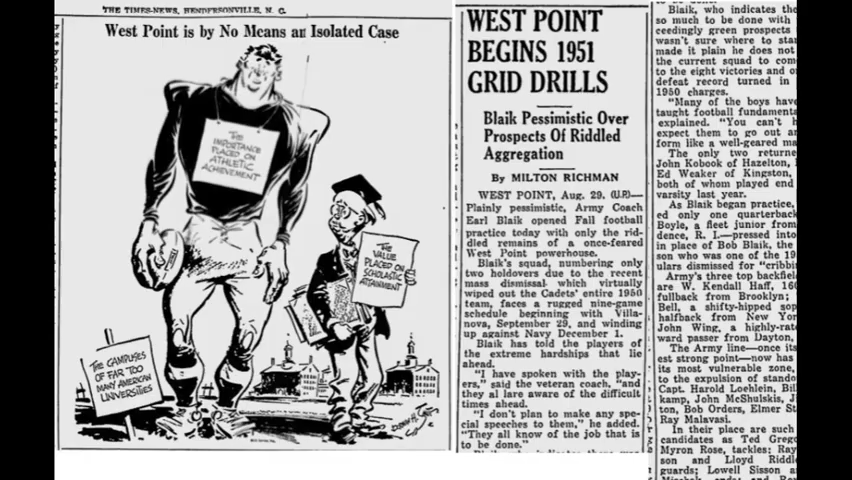 THE TIMES-NEWS, HENDERSONVILLE, N. C.
West Point is by No Means an Isolated Case
THE
IMPORTANCE
PLACED ON
ATHLETIC
ACHIEVEMENT
THE
VALUE
PLACED ON
SCHOLASTIC
ATTAINMENT
THE CAMPUSES
OF FAR TOO
MANY AMERICAN
UNIVERSITIES
WEST POINT
BEGINS 1951
GRID DRILLS
Blaik Pessimistic Over
Prospects Of Riddled
Aggregation
By MILTON RICHMAN
WEST POINT, Aug. 29. (U.P.)—
Plainly pessimistic, Army Coach
Earl Blaik opened Fall football
practice today with only the rid-
dled remains of a once-feared
West Point powerhouse.
Blaik's squad, numbering only
two holdovers due to the recent
mass dismissal which virtually
wiped out the Cadets' entire 1950
team, faces a rugged nine-game
schedule beginning with Villa-
nova, September 29, and winding
up against Navy December 1.
Blaik has told the players of
the extreme hardships that lie
ahead.
"I have spoken with the play-
ers," said the veteran coach, "and
they al lare aware of the difficult
times ahead.
"I don't plan to make any spe-
cial speeches to them," he added.
"They all know of the job that is
to be done."
Blaik, who indicates the
so much to be done with
ceedingly green prospects
wasn't sure where to star
made it plain he does not
the current squad to com
to the eight victories and o
defeat record turned in
1950 charges.
"Many of the boys have
taught football fundamenta
explained. "You can't
expect them to go out a
form like a well-geared ma
The only two returne
John Kobook of Hazelton,
Ed Weaker of Kingston,
both of whom played end
varsity last year.
As Blaik began practice,
ed only one quarterback
Boyle, a fleet junior from
dence, R. I.—pressed into
in place of Bob Blaik, the
son who was one of the 19
ulars dismissed for "cribbi
Army's three top backfie
are W. Kendall Haff, 160
fullback from Brooklyn;
Bell, a shifty-hipped sop
halfback from New York
John Wing, a highly-rat
ward passer from Dayton,
The Army line—once its
est strong point—now has
its most vulnerable zone,
to the expulsion of stando
Capt. Harold Loehlein, Bil
kamp, John McShulskis, J
ton, Bob Orders, Elmer St
Ray Malavasi.
In their place are such
candidates as Ted Grego
Myron Rose, tackles; Ray
son and Lloyd Riddl
guards; Lowell Sisson a